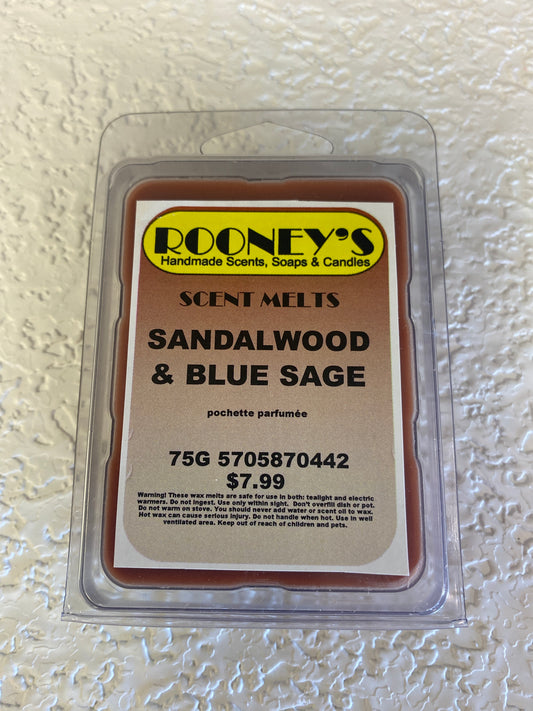 ROONEY'S
Handmade Scents, Soaps & Candles
SCENT MELTS
SANDALWOOD
& BLUE SAGE
pochette parfumée
75G 5705870442
$7.99
Warning! These wax melts are safe for use in both: tealight and electric
warmers. Do not ingest. Use only within sight. Don't overfill dish or pot.
Do not warm on stove. You should never add water or scent oil to wax.
Hot wax can cause serious injury. Do not handle when hot. Use in well
ventilated area. Keep out of reach of children and pets.